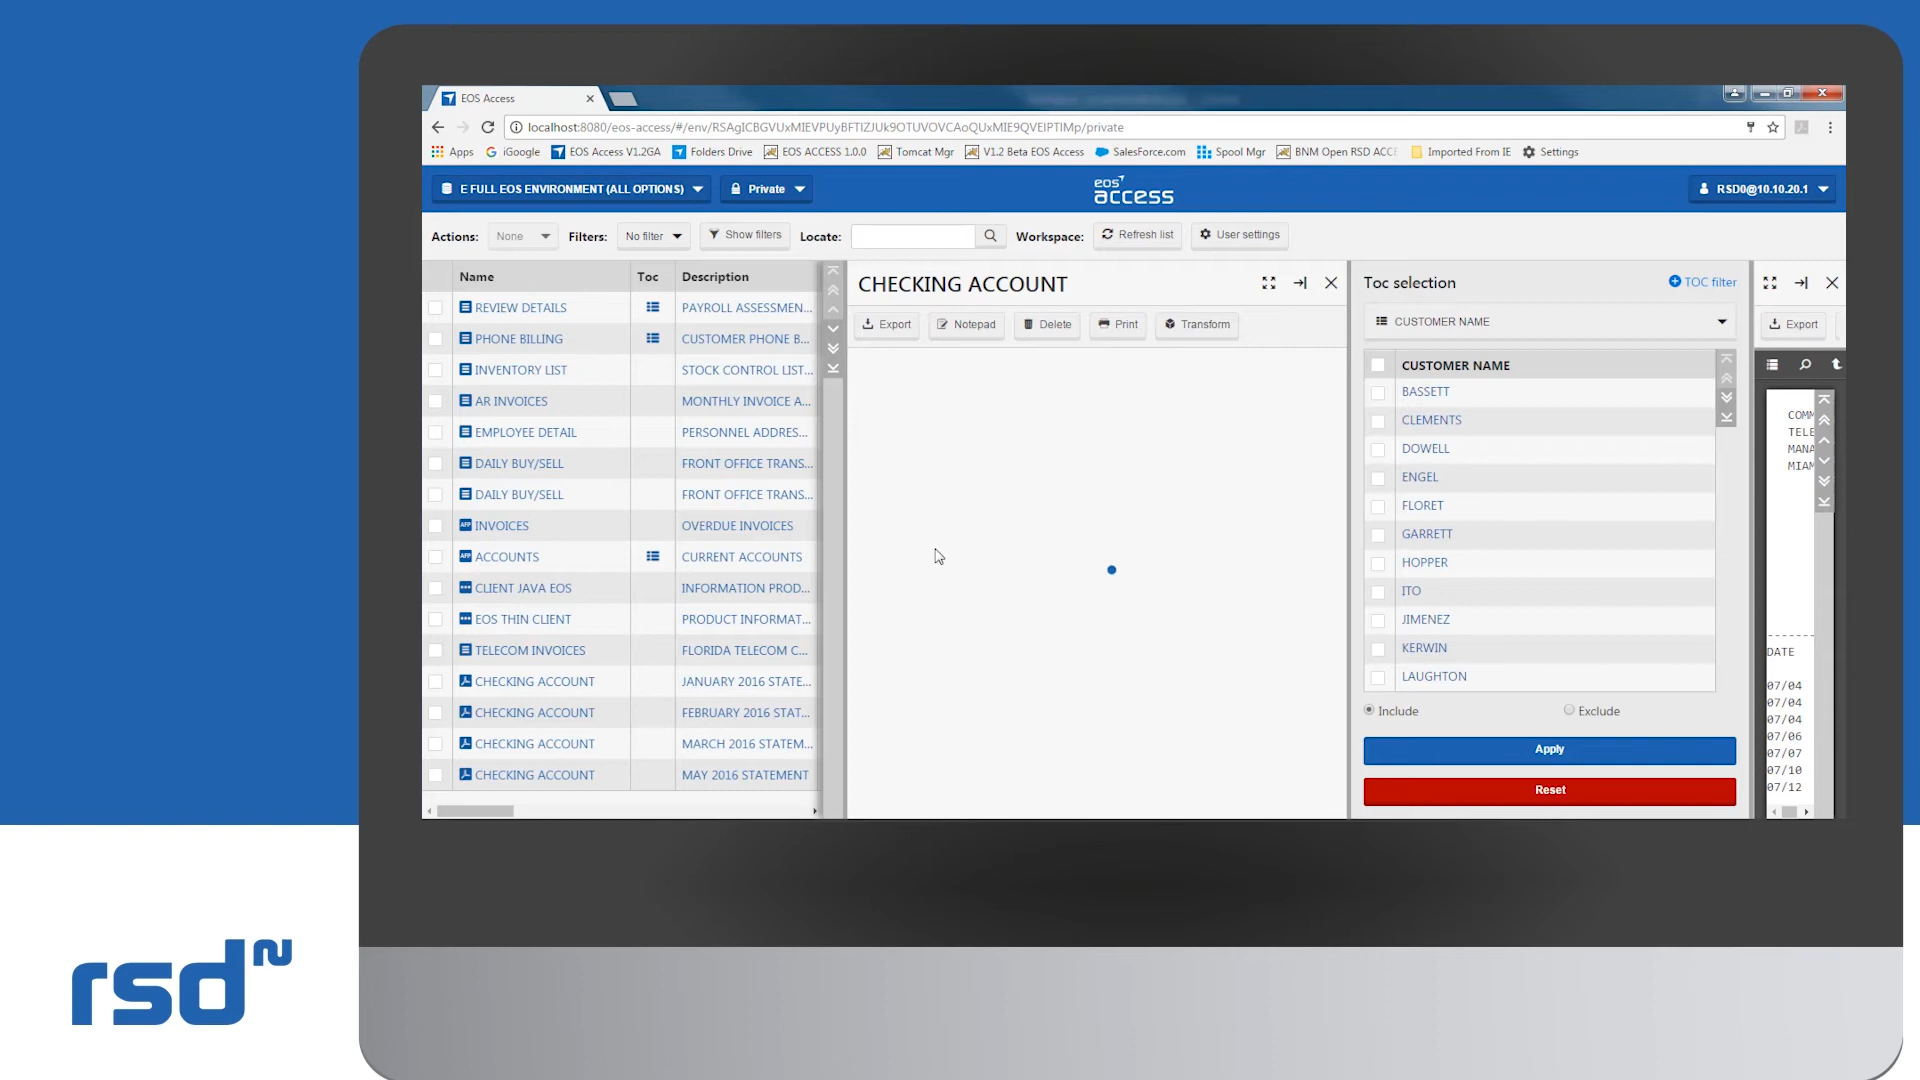 EOS Access
localhost:8080/eos-access/#/env/RSAgICBGVUxMIEVPUyBFTlZJUk9OTUVOVCAoQUxMIE9QVElPTlMp/private
Apps iGoogle EOS Access V1.2GA Folders Drive EOS ACCESS 1.0.0 Tomcat Mgr V1.2 Beta EOS Access SalesForce.com Spool Mgr BNM Open RSD ACCE Imported From IE Settings
E FULL EOS ENVIRONMENT (ALL OPTIONS) Private eos access RSD0@10.10.20.1
Actions: None Filters: No filter Show filters Locate: Workspace: Refresh list User settings
Name Toc Description
REVIEW DETAILS PAYROLL ASSESSMEN...
PHONE BILLING CUSTOMER PHONE B...
INVENTORY LIST STOCK CONTROL LIST...
AR INVOICES MONTHLY INVOICE A...
EMPLOYEE DETAIL PERSONNEL ADDRES...
DAILY BUY/SELL FRONT OFFICE TRANS...
DAILY BUY/SELL FRONT OFFICE TRANS...
AFP INVOICES OVERDUE INVOICES
AFP ACCOUNTS CURRENT ACCOUNTS
CLIENT JAVA EOS INFORMATION PROD...
EOS THIN CLIENT PRODUCT INFORMAT...
TELECOM INVOICES FLORIDA TELECOM C...
CHECKING ACCOUNT JANUARY 2016 STATE...
CHECKING ACCOUNT FEBRUARY 2016 STAT...
CHECKING ACCOUNT MARCH 2016 STATEM...
CHECKING ACCOUNT MAY 2016 STATEMENT
CHECKING ACCOUNT
Export Notepad Delete Print Transform
Toc selection TOC filter
CUSTOMER NAME
CUSTOMER NAME
BASSETT
CLEMENTS
DOWELL
ENGEL
FLORET
GARRETT
HOPPER
ITO
JIMENEZ
KERWIN
LAUGHTON
Include Exclude
Apply
Reset
Export
COMM
TELE
MANA
MIAM
DATE
07/04
07/04
07/04
07/06
07/07
07/10
07/12
rsd